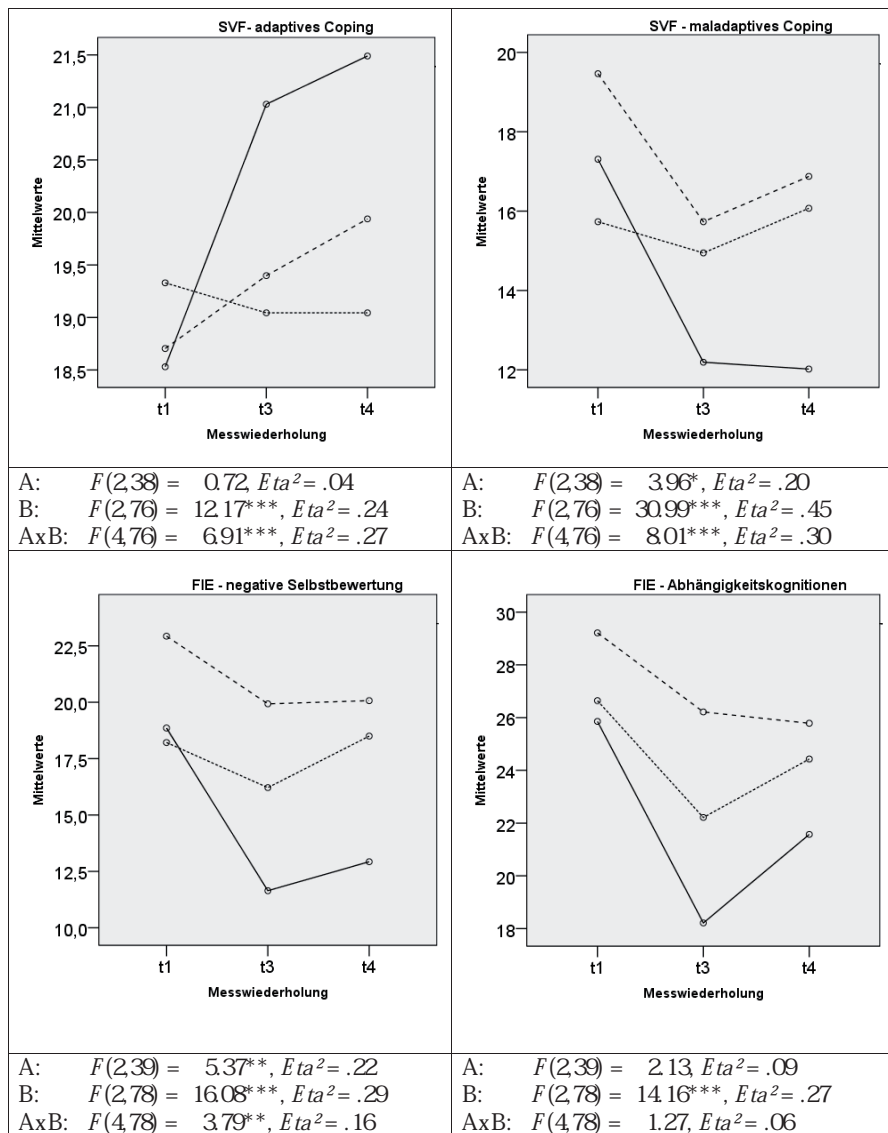 SVF- adaptives Coping
21,5
21,0
20,5
20,0
19,5
19,0
18,5
Mittelwerte
t1 t3 t4
Messwiederholung
A: F(2,38) = 0.72, Eta² = .04
B: F(2,76) = 12.17***, Eta² = .24
AxB: F(4,76) = 6.91***, Eta² = .27
SVF - maladaptives Coping
20
18
16
14
12
Mittelwerte
t1 t3 t4
Messwiederholung
A: F(2,38) = 3.96*, Eta² = .20
B: F(2,76) = 30.99***, Eta² = .45
AxB: F(4,76) = 8.01***, Eta² = .30
FIE - negative Selbstbewertung
22,5
20,0
17,5
15,0
12,5
10,0
Mittelwerte
t1 t3 t4
Messwiederholung
A: F(2,39) = 5.37**, Eta² = .22
B: F(2,78) = 16.08***, Eta² = .29
AxB: F(4,78) = 3.79**, Eta² = .16
FIE - Abhängigkeitskognitionen
30
28
26
24
22
20
18
Mittelwerte
t1 t3 t4
Messwiederholung
A: F(2,39) = 2.13, Eta² = .09
B: F(2,78) = 14.16***, Eta² = .27
AxB: F(4,78) = 1.27, Eta² = .06